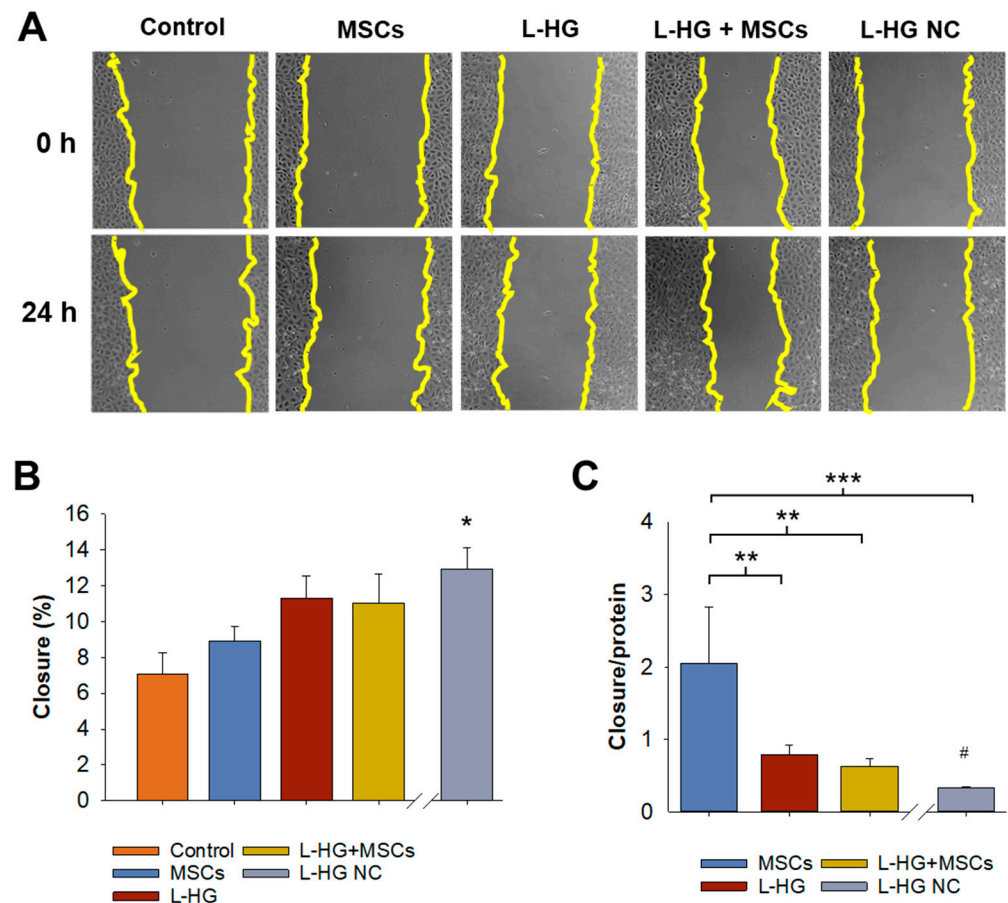 A
Control MSCs L-HG L-HG + MSCs L-HG NC
0 h
24 h
B
Closure (%)
16
14
12
10
8
6
4
2
0
*
Control L-HG+MSCs
MSCs L-HG NC
L-HG
C
Closure/protein
4
3
2
1
0
***
**
**
#
MSCs L-HG+MSCs
L-HG L-HG NC